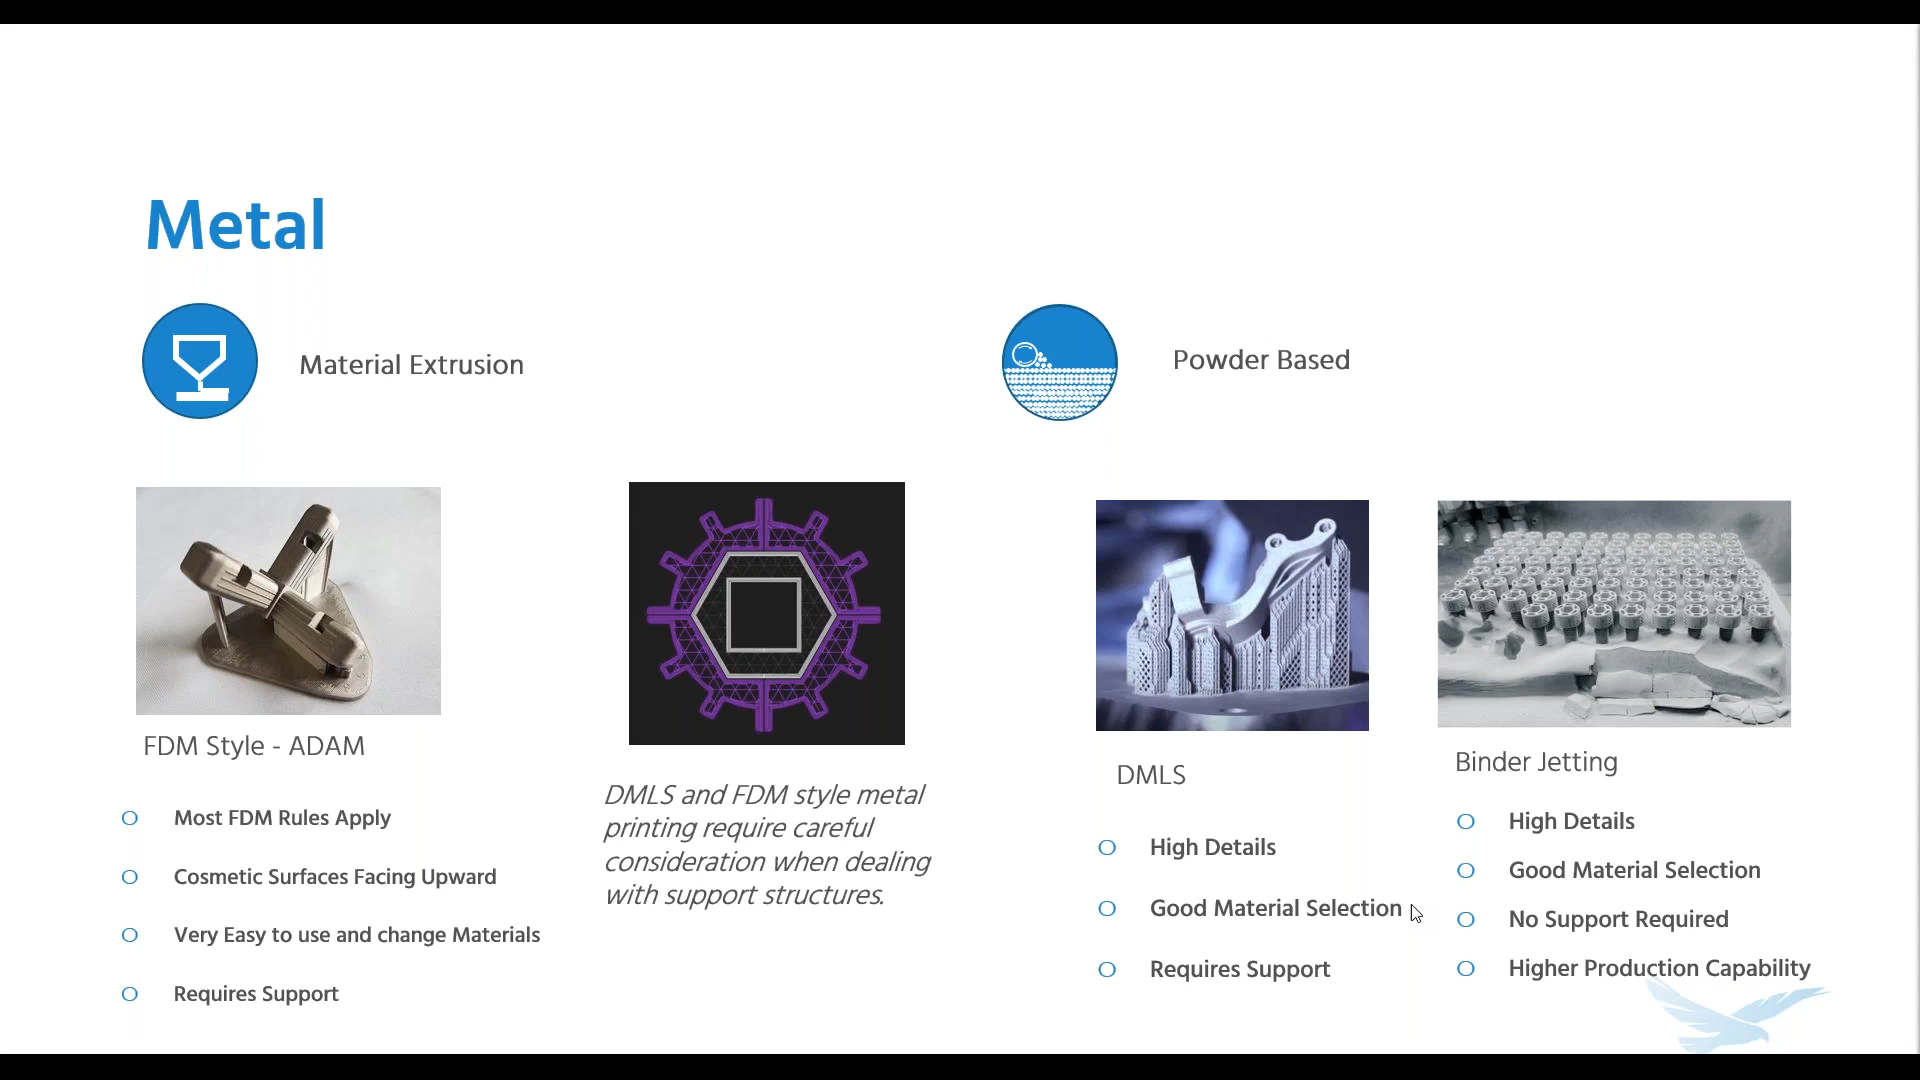 Metal
Material Extrusion
Powder Based
FDM Style - ADAM
Most FDM Rules Apply
Cosmetic Surfaces Facing Upward
Very Easy to use and change Materials
Requires Support
DMLS and FDM style metal
printing require careful
consideration when dealing
with support structures.
DMLS
High Details
Good Material Selection
Requires Support
Binder Jetting
High Details
Good Material Selection
No Support Required
Higher Production Capability